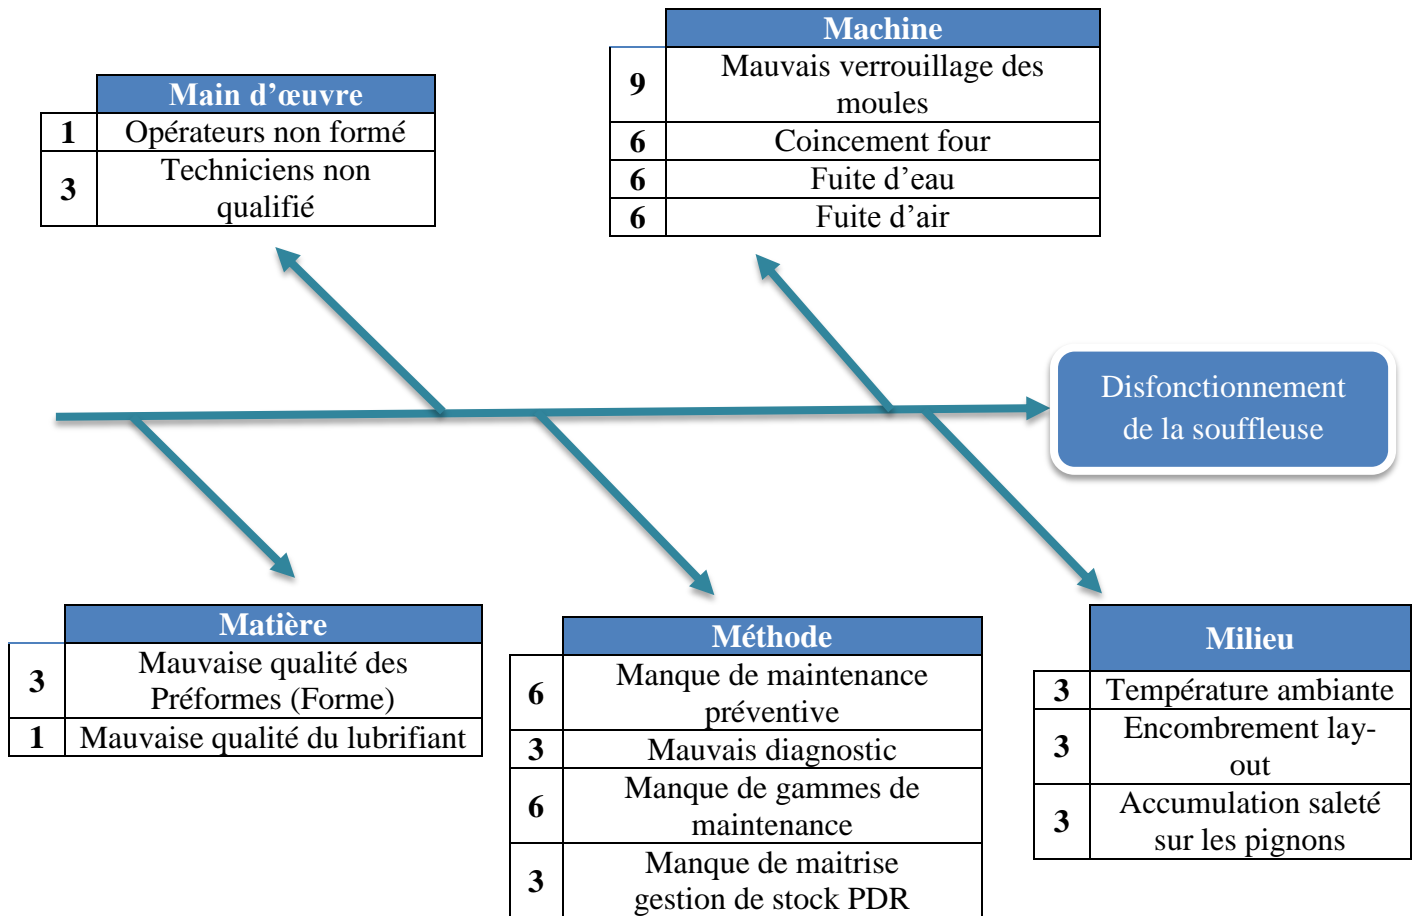 Machine
9 Mauvais verrouillage des
moules
6 Coincement four
6 Fuite d’eau
6 Fuite d’air
Main d’œuvre
1 Opérateurs non formé
3 Techniciens non
qualifié
Disfonctionnement
de la souffleuse
Matière
3 Mauvaise qualité des
Préformes (Forme)
1 Mauvaise qualité du lubrifiant
Méthode
6 Manque de maintenance
préventive
3 Mauvais diagnostic
6 Manque de gammes de
maintenance
3 Manque de maitrise
gestion de stock PDR
Milieu
3 Température ambiante
3 Encombrement lay-
out
3 Accumulation saleté
sur les pignons